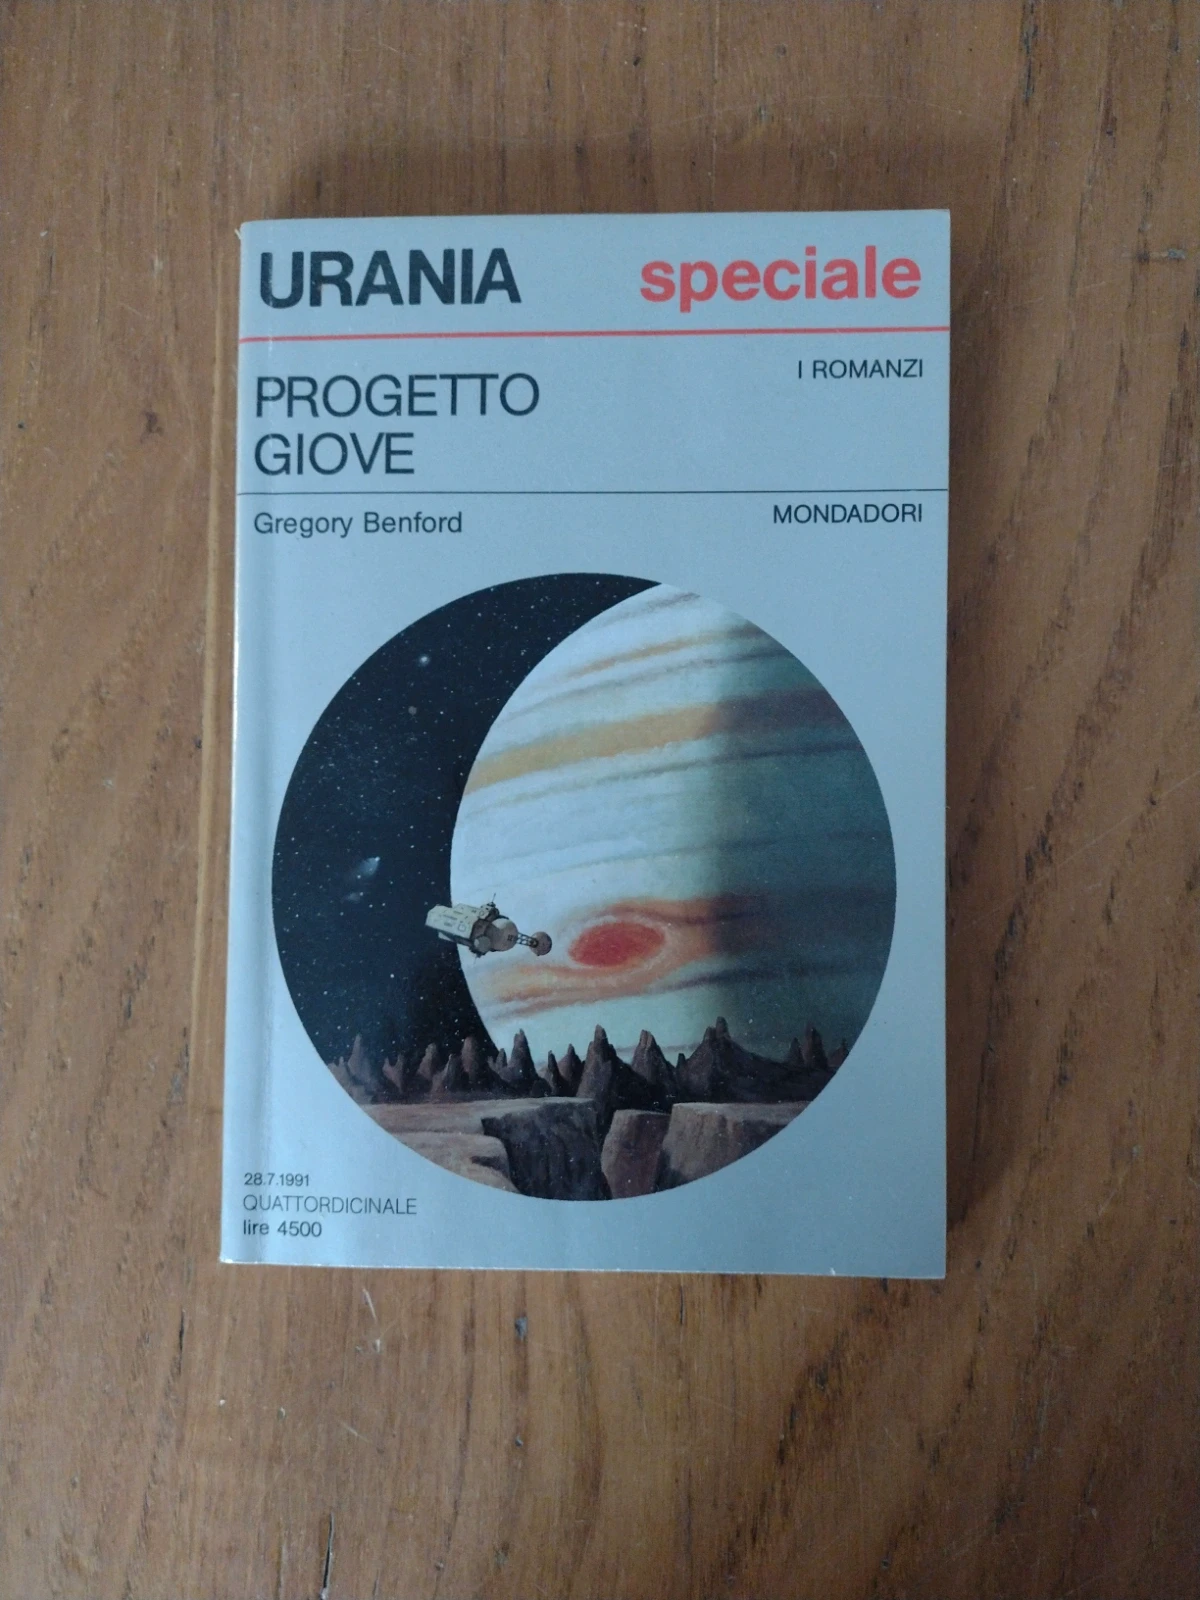 URANIA speciale
I ROMANZI
PROGETTO
GIOVE
Gregory Benford
MONDADORI
28.7.1991
QUATTORDICINALE
lire 4500